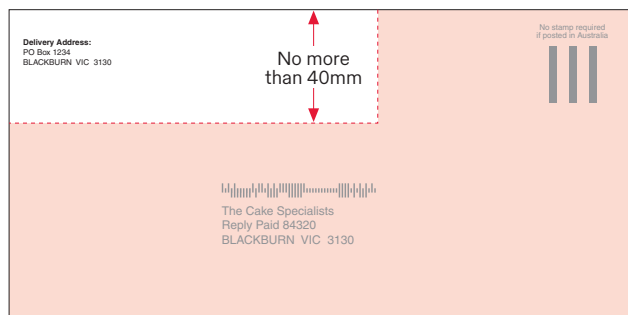 Delivery Address:
PO Box 1234
BLACKBURN VIC 3130
No more
than 40mm
No stamp required
if posted in Australia
The Cake Specialists
Reply Paid 84320
BLACKBURN VIC 3130